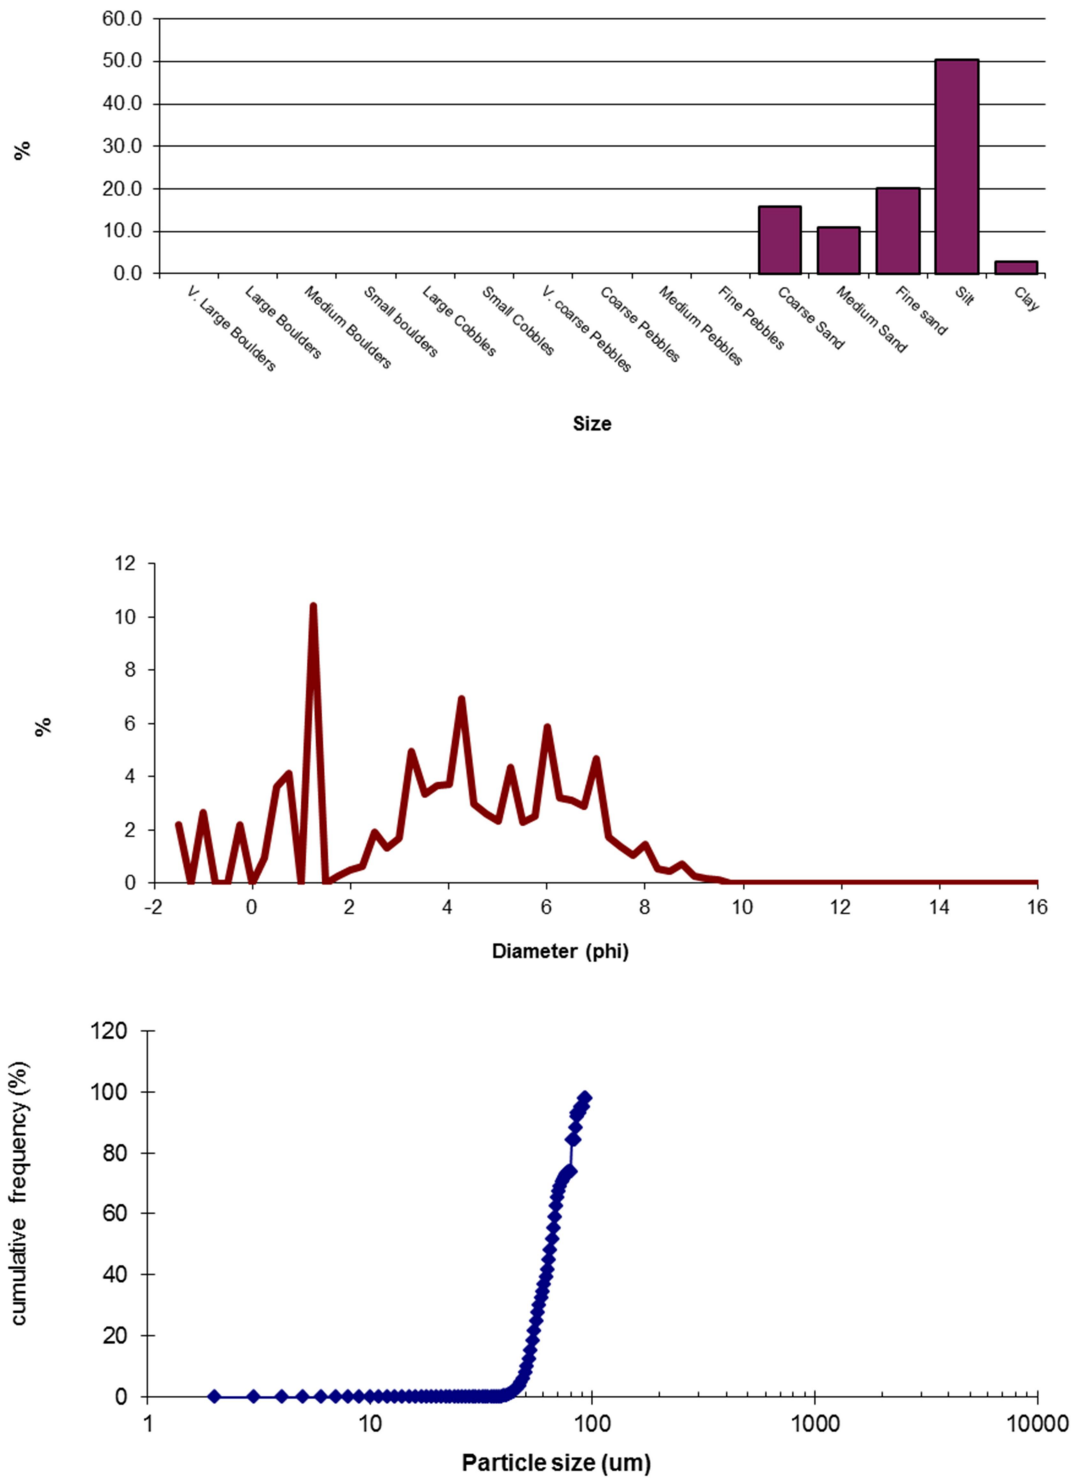 60.0
50.0
40.0
30.0
20.0
10.0
0.0
%
V. Large Boulders
Large Boulders
Medium Boulders
Small boulders
Large Cobbles
Small Cobbles
V. coarse Pebbles
Coarse Pebbles
Medium Pebbles
Fine Pebbles
Coarse Sand
Medium Sand
Fine sand
Silt
Clay
Size
12
10
8
6
4
2
0
%
-2 0 2 4 6 8 10 12 14 16
Diameter (phi)
120
100
80
60
40
20
0
cumulative frequency (%)
1 10 100 1000 10000
Particle size (um)